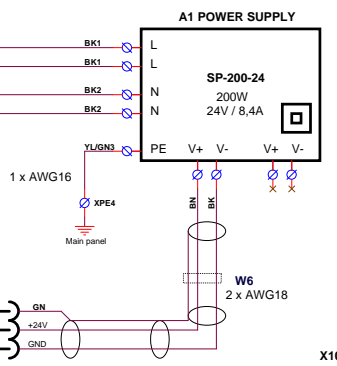 A1 POWER SUPPLY
BK1 L
BK1 L
SP-200-24
BK2 N
200W
BK2 N
24V / 8,4A
YL/GN3 PE V+ V- V+ V-
1 x AWG16
XPE4
BN BK
Main panel
W6
2 x AWG18
GN
+24V
GND